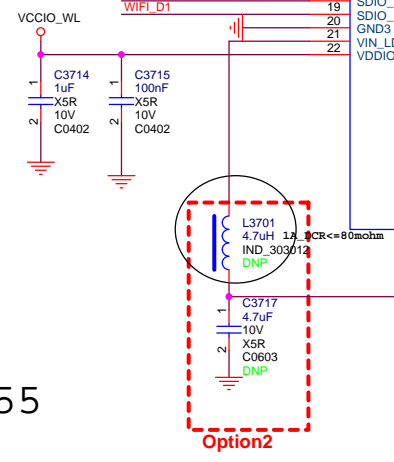 WIFI_D1
SDIO_
19
SDIO_
20
GND3
21
VIN_LD
22
VDDIO
VCCIO_WL
1
C3714
1uF
X5R
10V
C0402
2
1
C3715
100nF
X5R
10V
C0402
2
L3701
4.7uH
1A DCR<=80mohm
IND_303012
DNP
C3717
1
4.7uF
10V
2
X5R
C0603
DNP
55
Option2